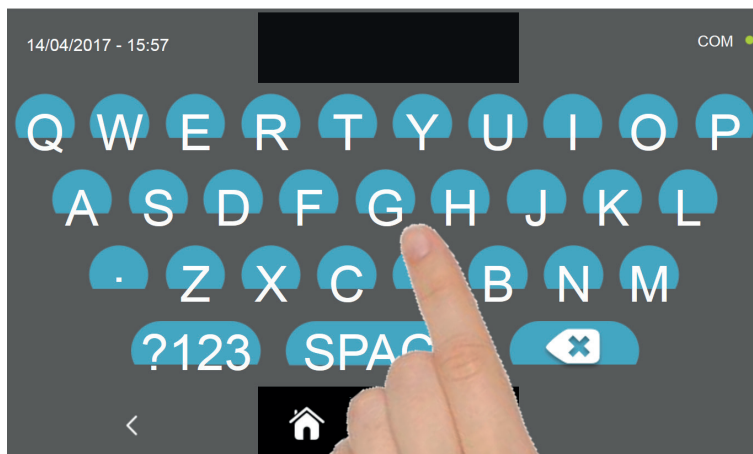 14/04/2017 - 15:57 COM
Q W E R T Y U I O P
A S D F G H J K L
. Z X C B N M
?123 SPAC